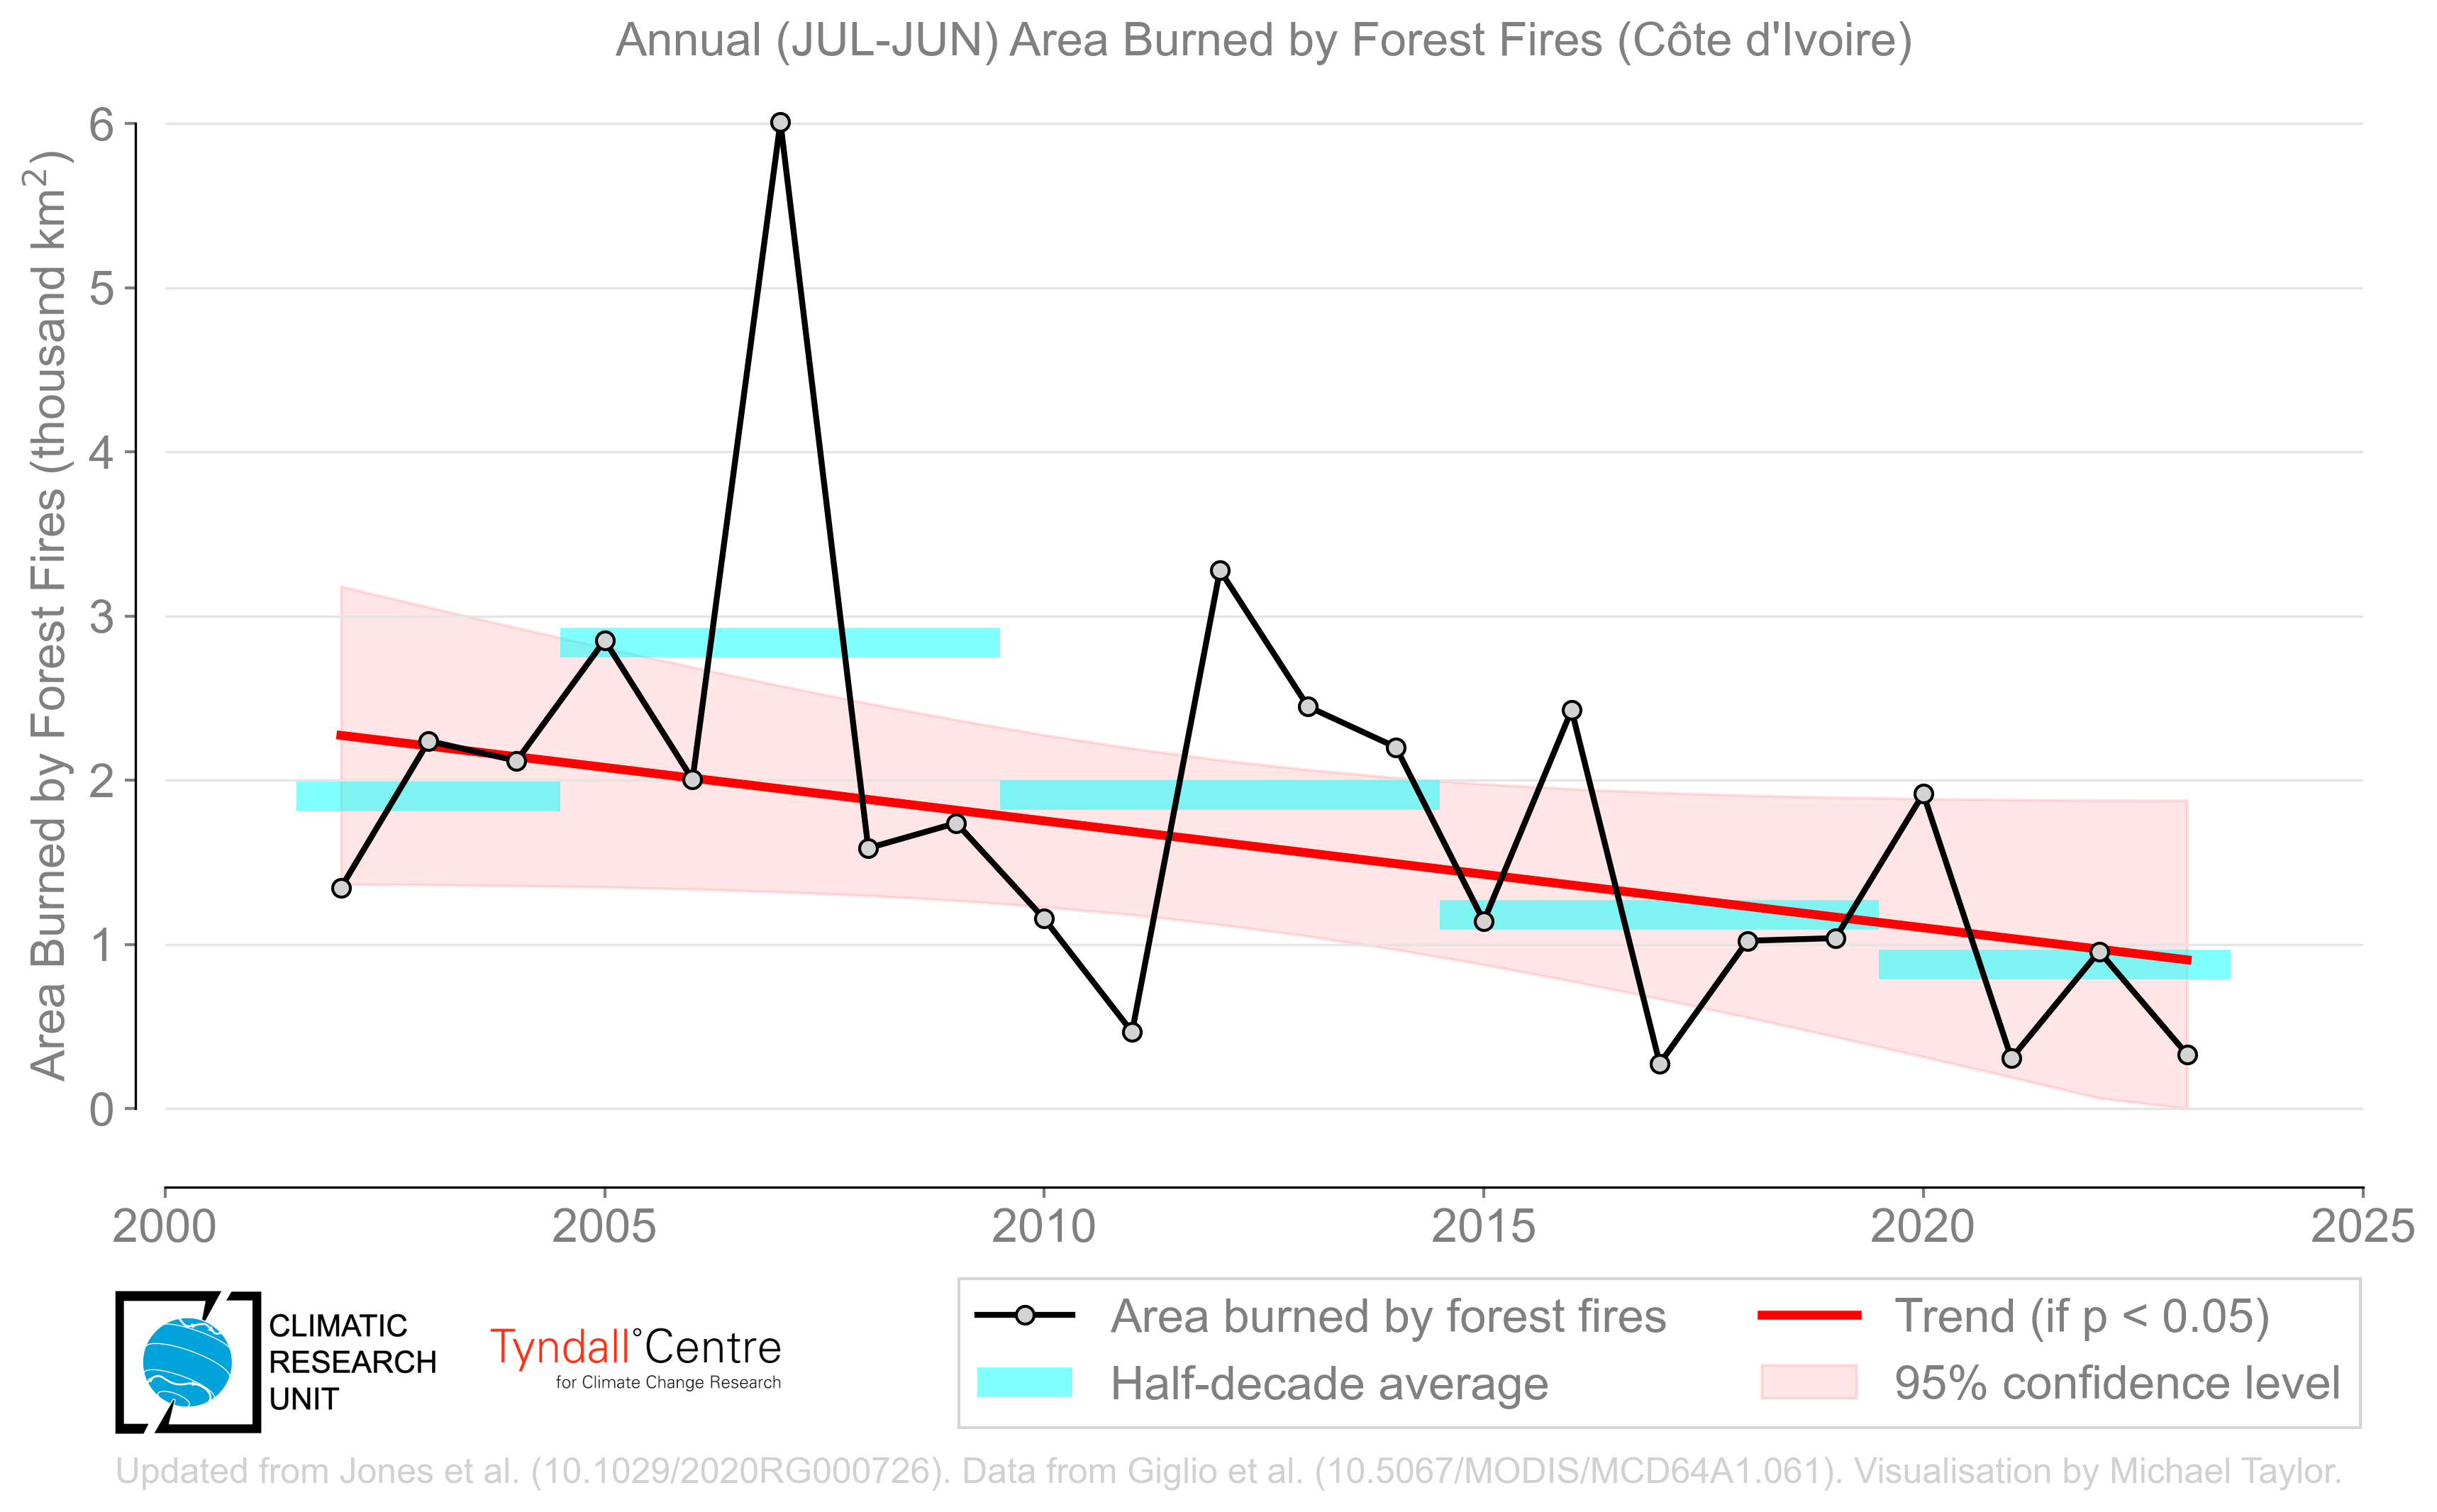 Annual (JUL-JUN) Area Burned by Forest Fires (Côte d'Ivoire)
Area Burned by Forest Fires (thousand km²)
6
5
4
3
2
1
0
2000 2005 2010 2015 2020 2025
CLIMATIC
RESEARCH
UNIT
Tyndall°Centre
for Climate Change Research
Area burned by forest fires
Half-decade average
Trend (if p < 0.05)
95% confidence level
Updated from Jones et al. (10.1029/2020RG000726). Data from Giglio et al. (10.5067/MODIS/MCD64A1.061). Visualisation by Michael Taylor.